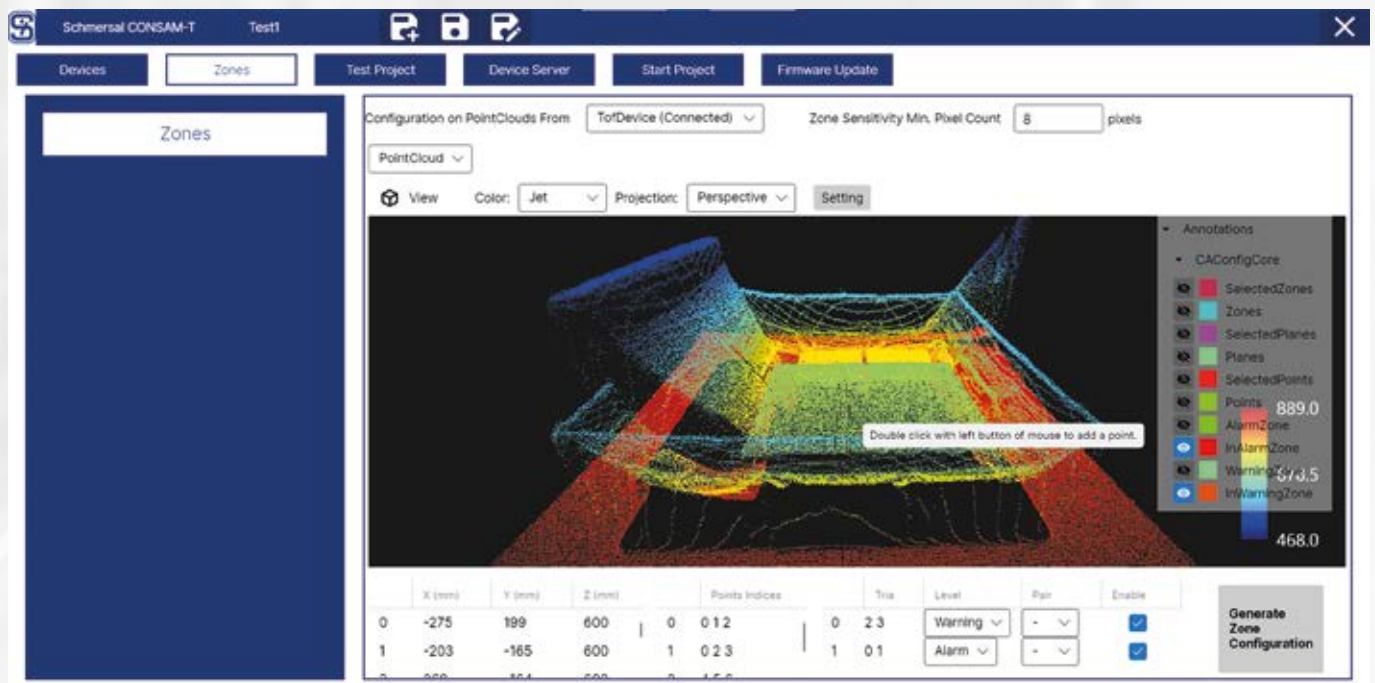 S Schmersal CONSAM-T Test1
Devices Zones Test Project Device Server Start Project Firmware Update
Zones
Configuration on PointClouds From TofDevice (Connected) Zone Sensitivity Min. Pixel Count 8 pixels
PointCloud
View Color: Jet Projection: Perspective Setting
Annotations
CAConfigCore
SelectedZones
Zones
SelectedPlanes
Planes
SelectedPoints
Points
889.0
AlarmZone
Double click with left button of mouse to add a point.
InAlarmZone
InWarningZone
468.0
X (mm) Y (mm) Z (mm) Points Indices Tria Level Pair Enable
0 -275 199 600 0 0 1 2 0 2 3 Warning -
1 -203 -165 600 1 0 2 3 1 0 1 Alarm -
Generate
Zone
Configuration